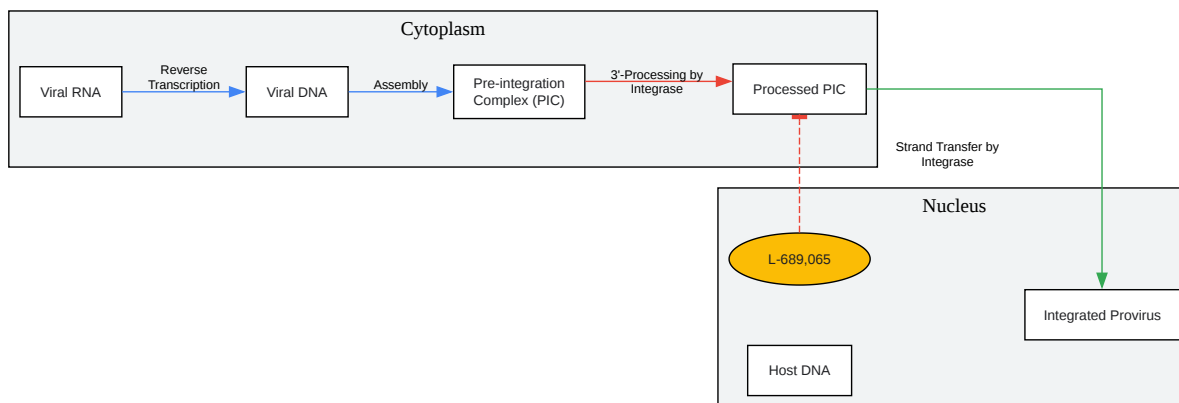 Cytoplasm
Viral RNA
Reverse
Transcription
Viral DNA
Assembly
Pre-integration
Complex (PIC)
3'-Processing by
Integrase
Processed PIC
Strand Transfer by
Integrase
Nucleus
L-689,065
Integrated Provirus
Host DNA